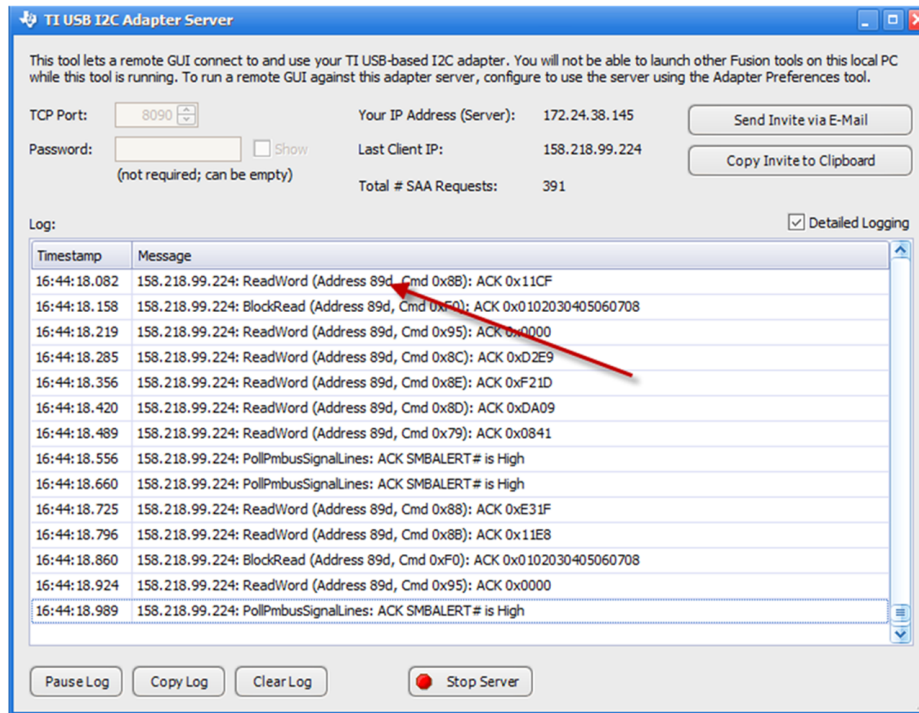 TI USB I2C Adapter Server
This tool lets a remote GUI connect to and use your TI USB-based I2C adapter. You will not be able to launch other Fusion tools on this local PC
while this tool is running. To run a remote GUI against this adapter server, configure to use the server using the Adapter Preferences tool.
TCP Port: 8090 Your IP Address (Server): 172.24.38.145 Send Invite via E-Mail
Password: Show Last Client IP: 158.218.99.224 Copy Invite to Clipboard
(not required; can be empty) Total # SAA Requests: 391
Log: Detailed Logging
Timestamp Message
16:44:18.082 158.218.99.224: ReadWord (Address 89d, Cmd 0x8B): ACK 0x11CF
16:44:18.158 158.218.99.224: BlockRead (Address 89d, Cmd 0xF0): ACK 0x0102030405060708
16:44:18.219 158.218.99.224: ReadWord (Address 89d, Cmd 0x95): ACK 0x0000
16:44:18.285 158.218.99.224: ReadWord (Address 89d, Cmd 0x8C): ACK 0xD2E9
16:44:18.356 158.218.99.224: ReadWord (Address 89d, Cmd 0x8E): ACK 0xF21D
16:44:18.420 158.218.99.224: ReadWord (Address 89d, Cmd 0x8D): ACK 0xDA09
16:44:18.489 158.218.99.224: ReadWord (Address 89d, Cmd 0x79): ACK 0x0841
16:44:18.556 158.218.99.224: PollPmbusSignalLines: ACK SMBALERT# is High
16:44:18.660 158.218.99.224: PollPmbusSignalLines: ACK SMBALERT# is High
16:44:18.725 158.218.99.224: ReadWord (Address 89d, Cmd 0x88): ACK 0xE31F
16:44:18.796 158.218.99.224: ReadWord (Address 89d, Cmd 0x8B): ACK 0x11E8
16:44:18.860 158.218.99.224: BlockRead (Address 89d, Cmd 0xF0): ACK 0x0102030405060708
16:44:18.924 158.218.99.224: ReadWord (Address 89d, Cmd 0x95): ACK 0x0000
16:44:18.989 158.218.99.224: PollPmbusSignalLines: ACK SMBALERT# is High
Pause Log Copy Log Clear Log Stop Server